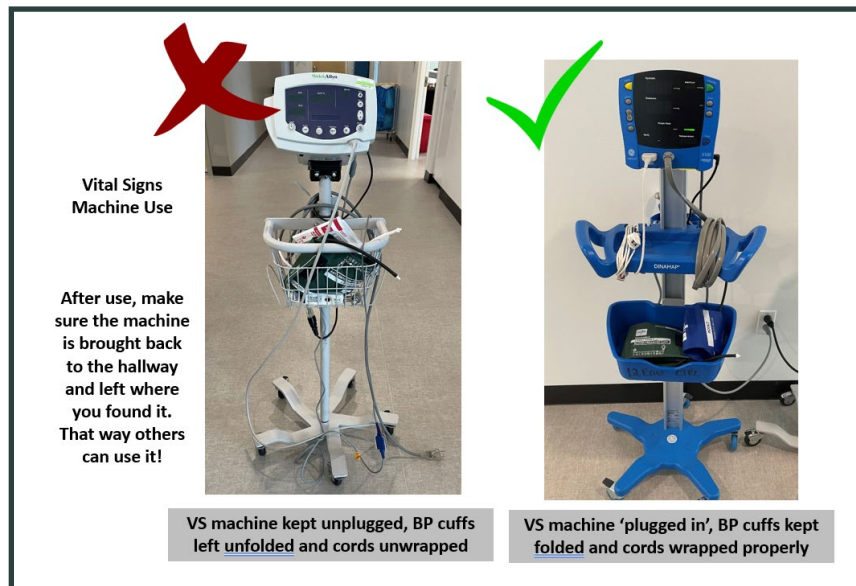 Vital Signs
Machine Use
After use, make
sure the machine
is brought back
to the hallway
and left where
you found it.
That way others
can use it!
WelchAllyn
DINAMAP
VS machine kept unplugged, BP cuffs
left unfolded and cords unwrapped
VS machine ‘plugged in’, BP cuffs kept
folded and cords wrapped properly